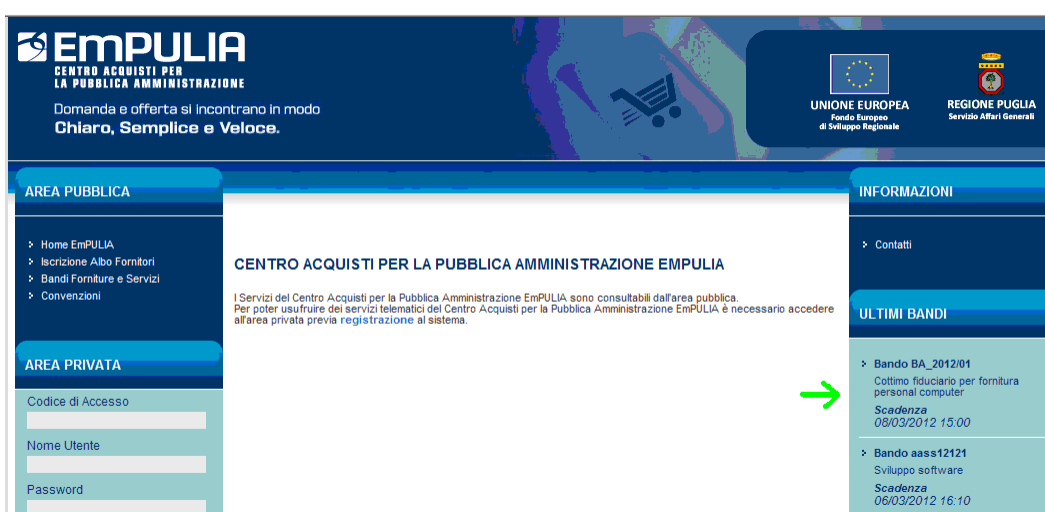 EmPULIA
CENTRO ACQUISTI PER
LA PUBBLICA AMMINISTRAZIONE
Domanda e offerta si incontrano in modo
Chiaro, Semplice e Veloce.
UNIONE EUROPEA
Fondo Europeo
di Sviluppo Regionale
REGIONE PUGLIA
Servizio Affari Generali
AREA PUBBLICA
Home EmPULIA
Iscrizione Albo Fornitori
Bandi Forniture e Servizi
Convenzioni
AREA PRIVATA
Codice di Accesso
Nome Utente
Password
CENTRO ACQUISTI PER LA PUBBLICA AMMINISTRAZIONE EMPULIA
I Servizi del Centro Acquisti per la Pubblica Amministrazione EmPULIA sono consultabili dall'area pubblica.
Per poter usufruire dei servizi telematici del Centro Acquisti per la Pubblica Amministrazione EmPULIA è necessario accedere
all'area privata previa registrazione al sistema.
INFORMAZIONI
Contatti
ULTIMI BANDI
Bando BA_2012/01
Cottimo fiduciario per fornitura
personal computer
Scadenza
08/03/2012 15:00
Bando aass12121
Sviluppo software
Scadenza
06/03/2012 16:10